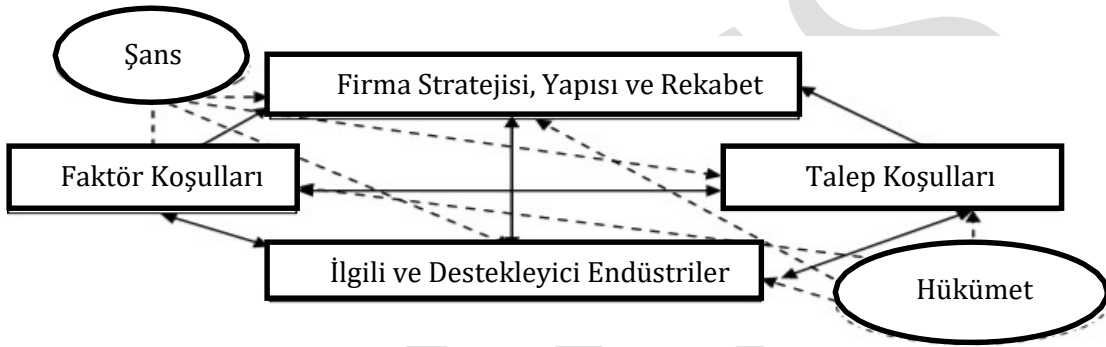 Şans
Firma Stratejisi, Yapısı ve Rekabet
Faktör Koşulları
Talep Koşulları
İlgili ve Destekleyici Endüstriler
Hükümet